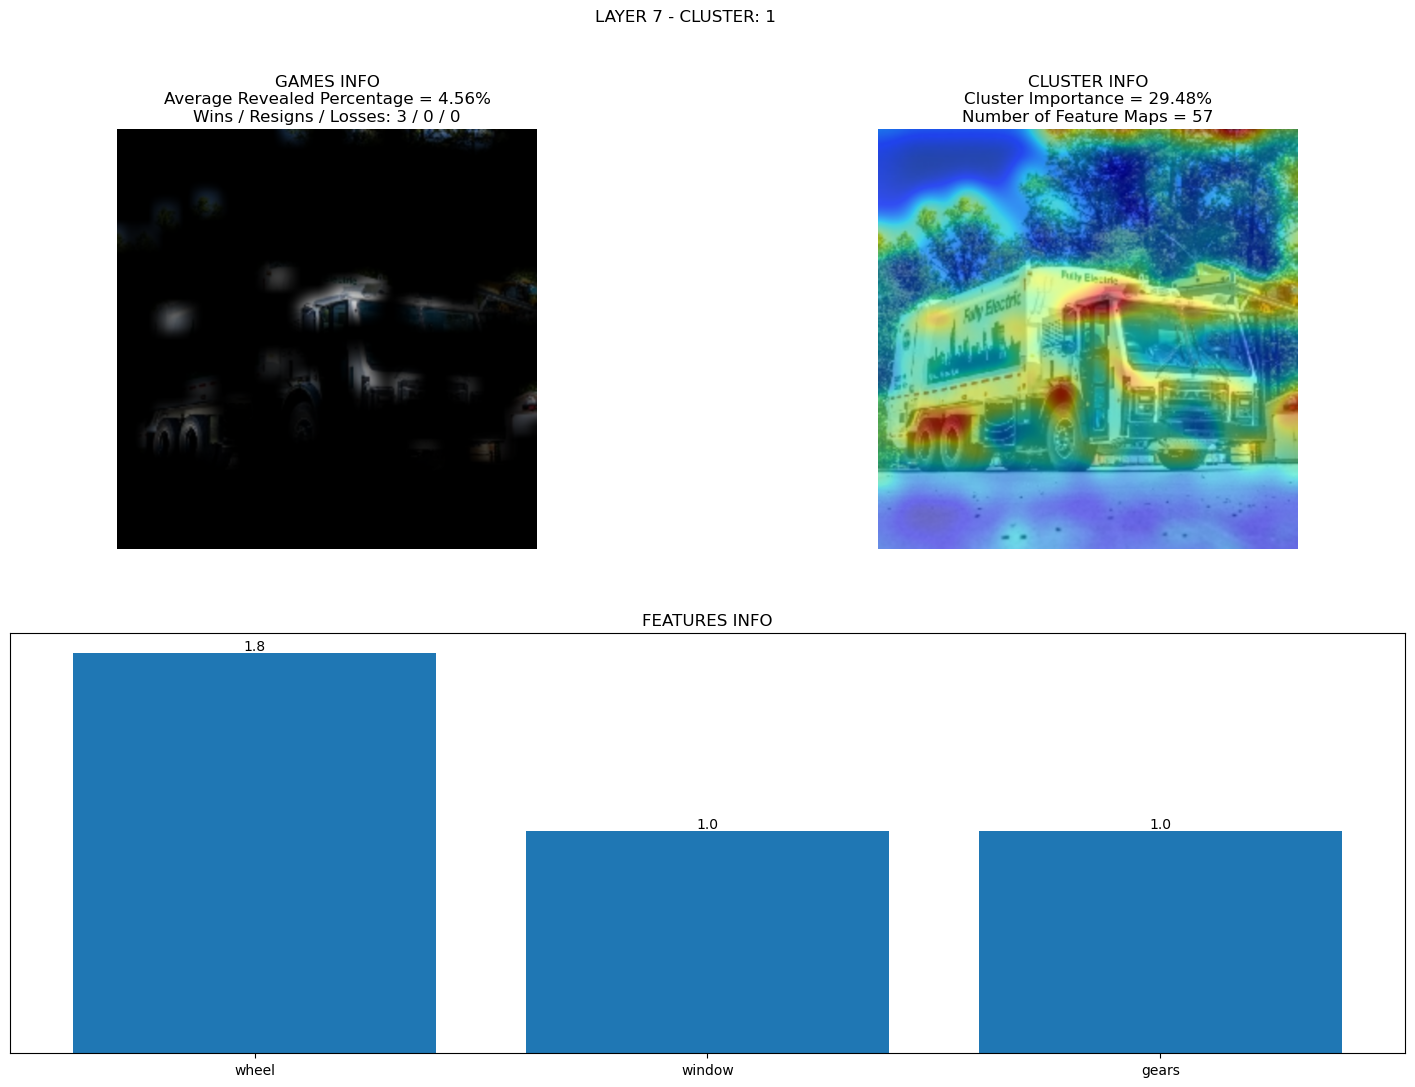 LAYER 7 - CLUSTER: 1
GAMES INFO
Average Revealed Percentage = 4.56%
Wins / Resigns / Losses: 3 / 0 / 0
CLUSTER INFO
Cluster Importance = 29.48%
Number of Feature Maps = 57
Fully Electric
Fully Electric
FEATURES INFO
1.8
1.0
1.0
wheel
window
gears